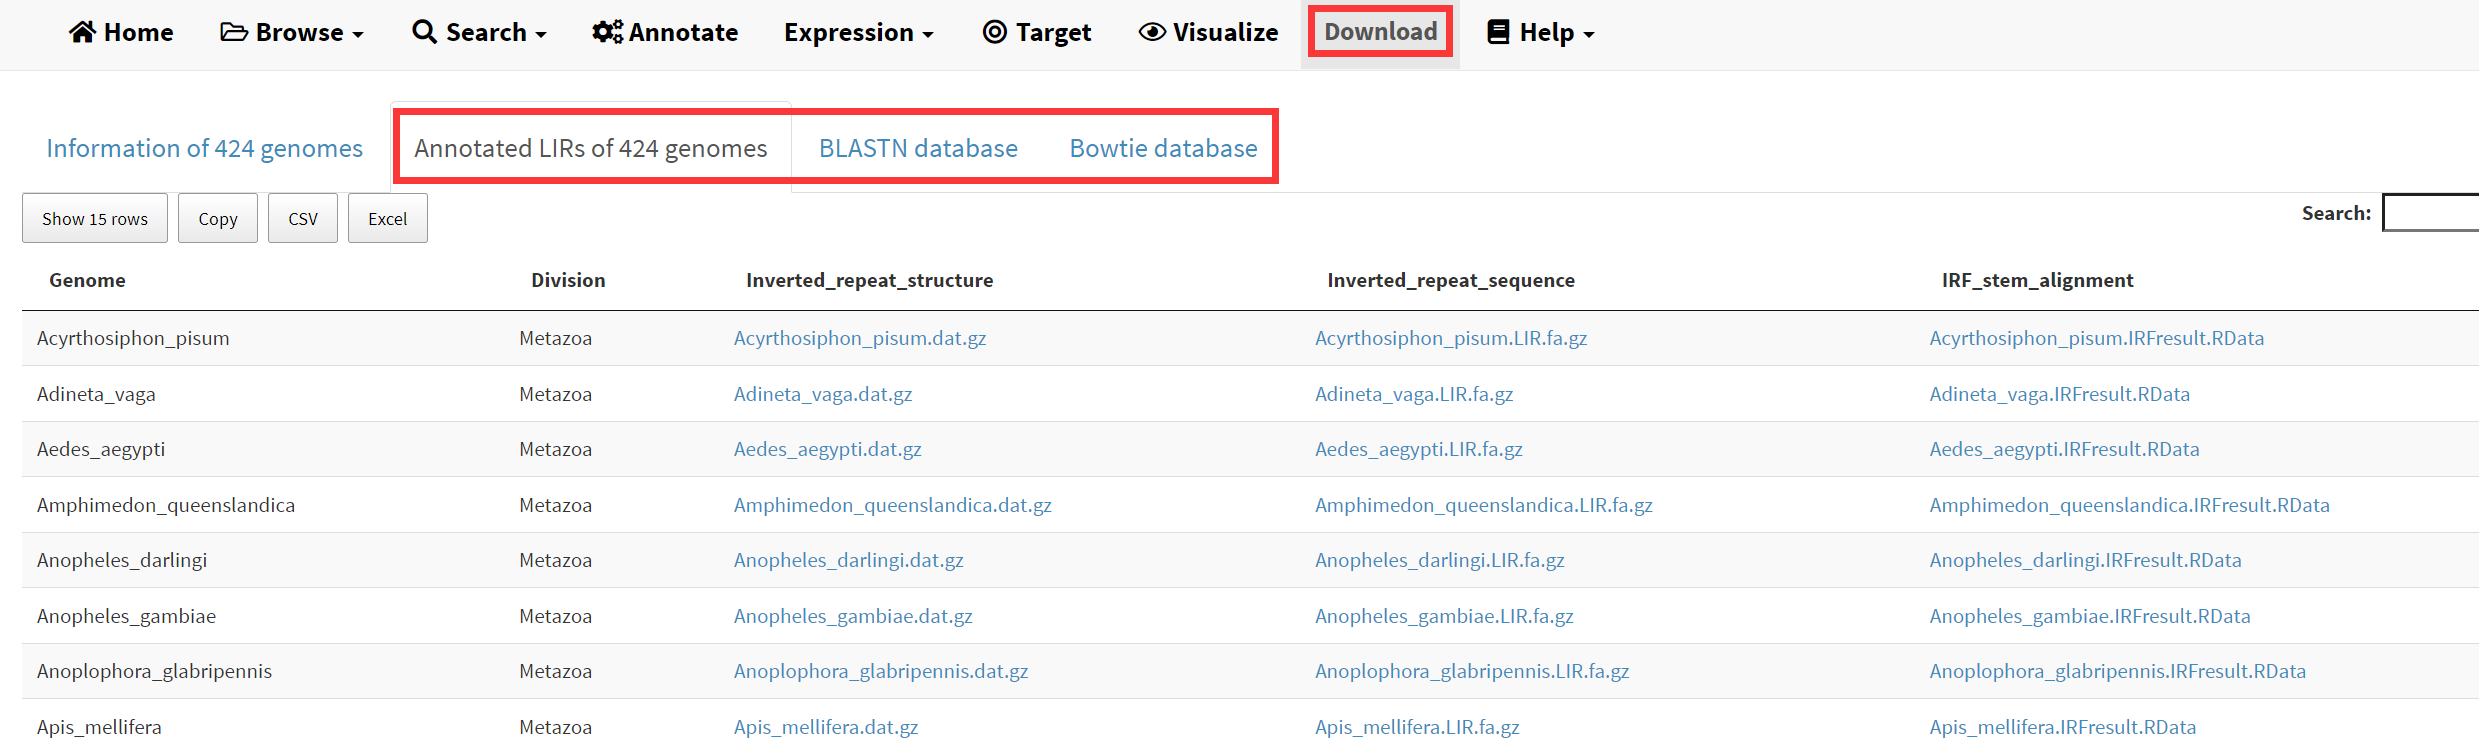 Home Browse Search Annotate Expression Target Visualize Download Help
Information of 424 genomes Annotated LIRs of 424 genomes BLASTN database Bowtie database
Show 15 rows Copy CSV Excel Search:
Genome Division Inverted_repeat_structure Inverted_repeat_sequence IRF_stem_alignment
Acyrthosiphon_pisum Metazoa Acyrthosiphon_pisum.dat.gz Acyrthosiphon_pisum.LIR.fa.gz Acyrthosiphon_pisum.IRFresult.RData
Adineta_vaga Metazoa Adineta_vaga.dat.gz Adineta_vaga.LIR.fa.gz Adineta_vaga.IRFresult.RData
Aedes_aegypti Metazoa Aedes_aegypti.dat.gz Aedes_aegypti.LIR.fa.gz Aedes_aegypti.IRFresult.RData
Amphimedon_queenslandica Metazoa Amphimedon_queenslandica.dat.gz Amphimedon_queenslandica.LIR.fa.gz Amphimedon_queenslandica.IRFresult.RData
Anopheles_darlingi Metazoa Anopheles_darlingi.dat.gz Anopheles_darlingi.LIR.fa.gz Anopheles_darlingi.IRFresult.RData
Anopheles_gambiae Metazoa Anopheles_gambiae.dat.gz Anopheles_gambiae.LIR.fa.gz Anopheles_gambiae.IRFresult.RData
Anoplophora_glabripennis Metazoa Anoplophora_glabripennis.dat.gz Anoplophora_glabripennis.LIR.fa.gz Anoplophora_glabripennis.IRFresult.RData
Apis_mellifera Metazoa Apis_mellifera.dat.gz Apis_mellifera.LIR.fa.gz Apis_mellifera.IRFresult.RData